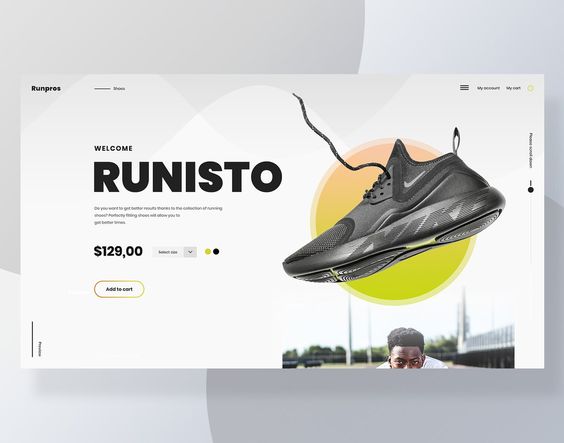 Runpros
Shoes
My account
My cart
WELCOME
RUNISTO
Do you want to get better results thanks to the collection of running
shoes? Perfectly fitting shoes will allow you to
get better times.
$129,00
Select size
Add to cart
Please scroll down